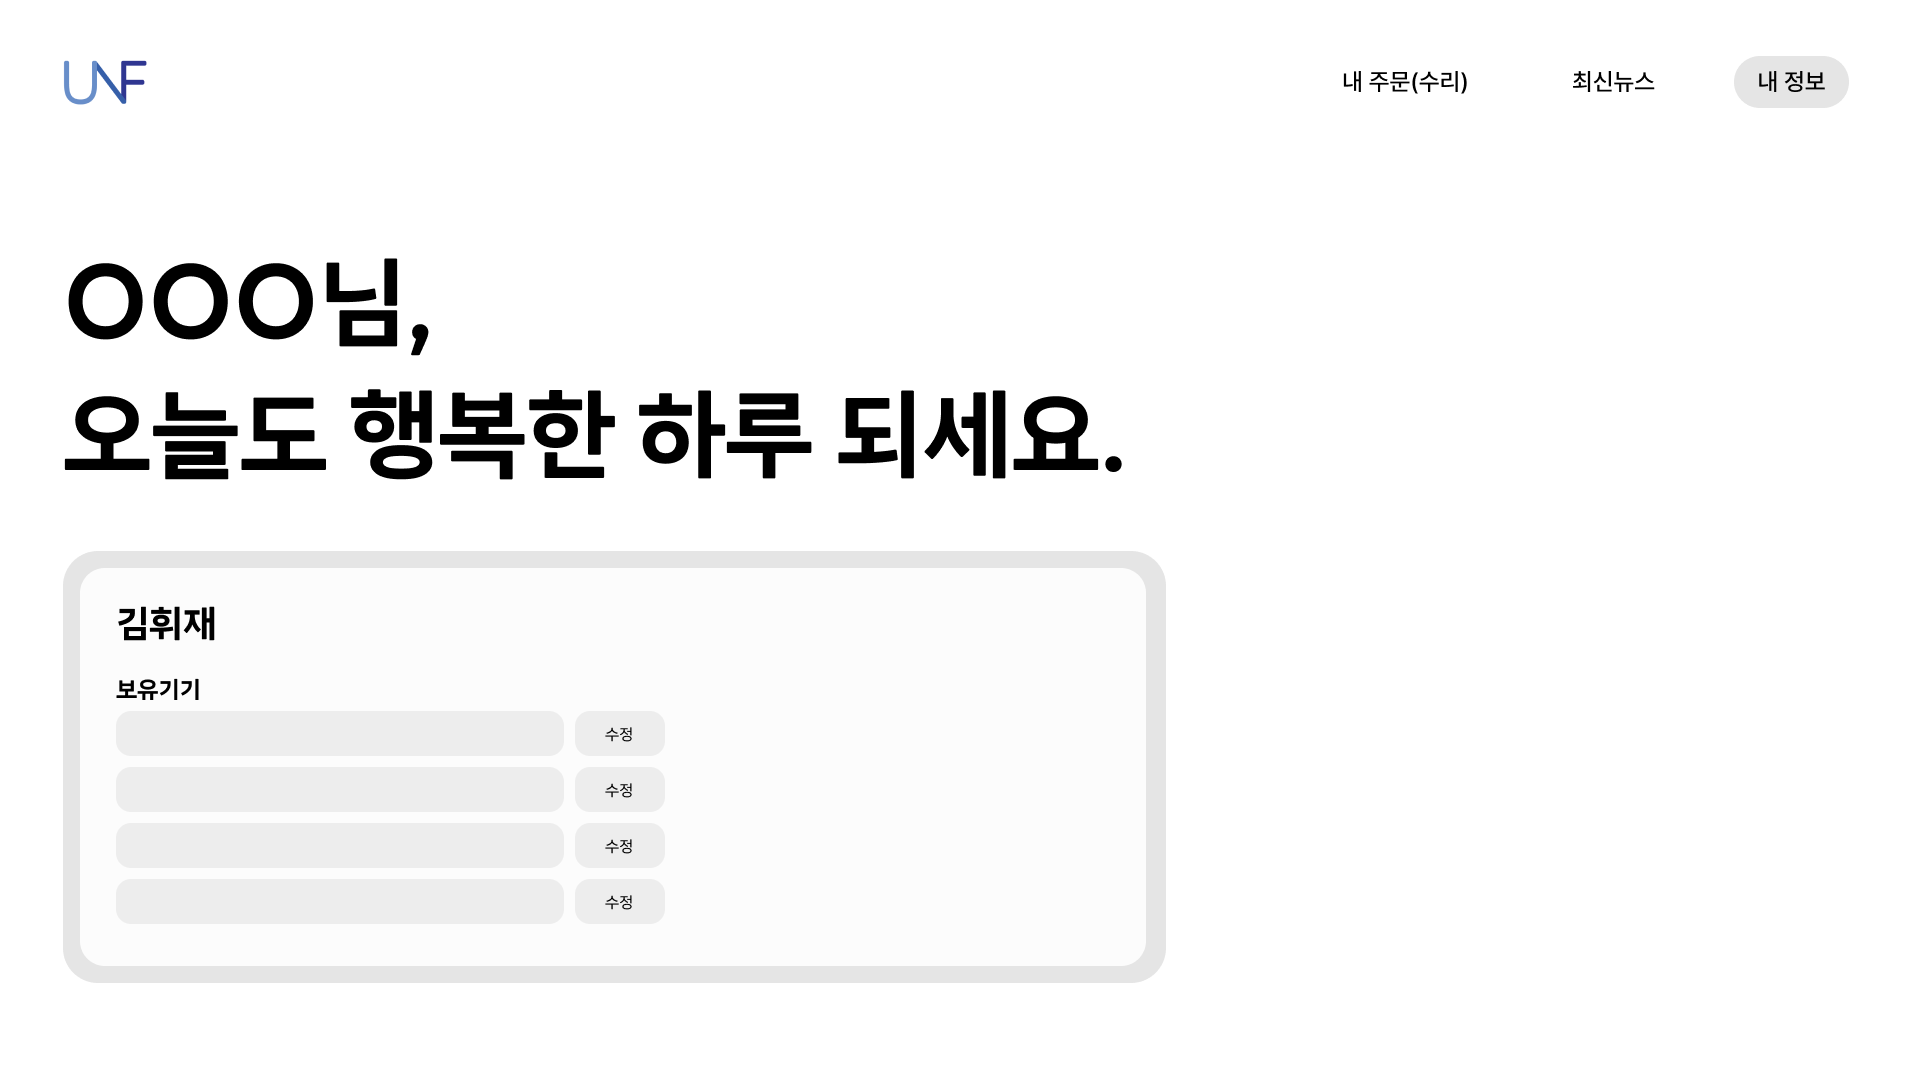 UNF
내 주문(수리)
최신뉴스
내 정보
OOO님,
오늘도 행복한 하루 되세요.
김휘재
보유기기
수정
수정
수정
수정